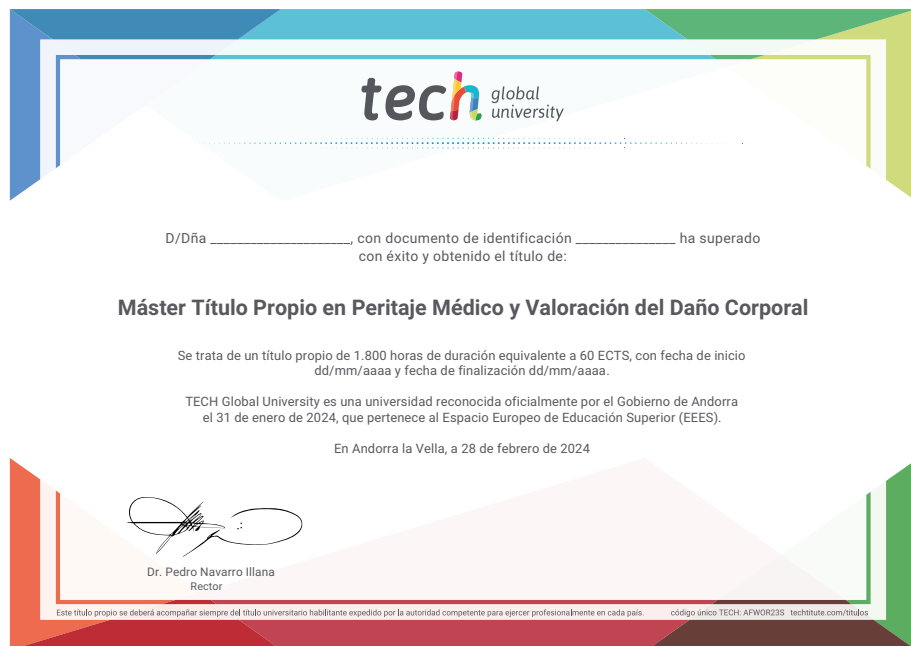 tech global university
D/Dña _____________________, con documento de identificación _______________ ha superado
con éxito y obtenido el título de:
Máster Título Propio en Peritaje Médico y Valoración del Daño Corporal
Se trata de un título propio de 1.800 horas de duración equivalente a 60 ECTS, con fecha de inicio
dd/mm/aaaa y fecha de finalización dd/mm/aaaa.
TECH Global University es una universidad reconocida oficialmente por el Gobierno de Andorra
el 31 de enero de 2024, que pertenece al Espacio Europeo de Educación Superior (EEES).
En Andorra la Vella, a 28 de febrero de 2024
Dr. Pedro Navarro Illana
Rector
Este título propio se deberá acompañar siempre del título universitario habilitante expedido por la autoridad competente para ejercer profesionalmente en cada país. código único TECH: AFWOR23S techtitute.com/titulos